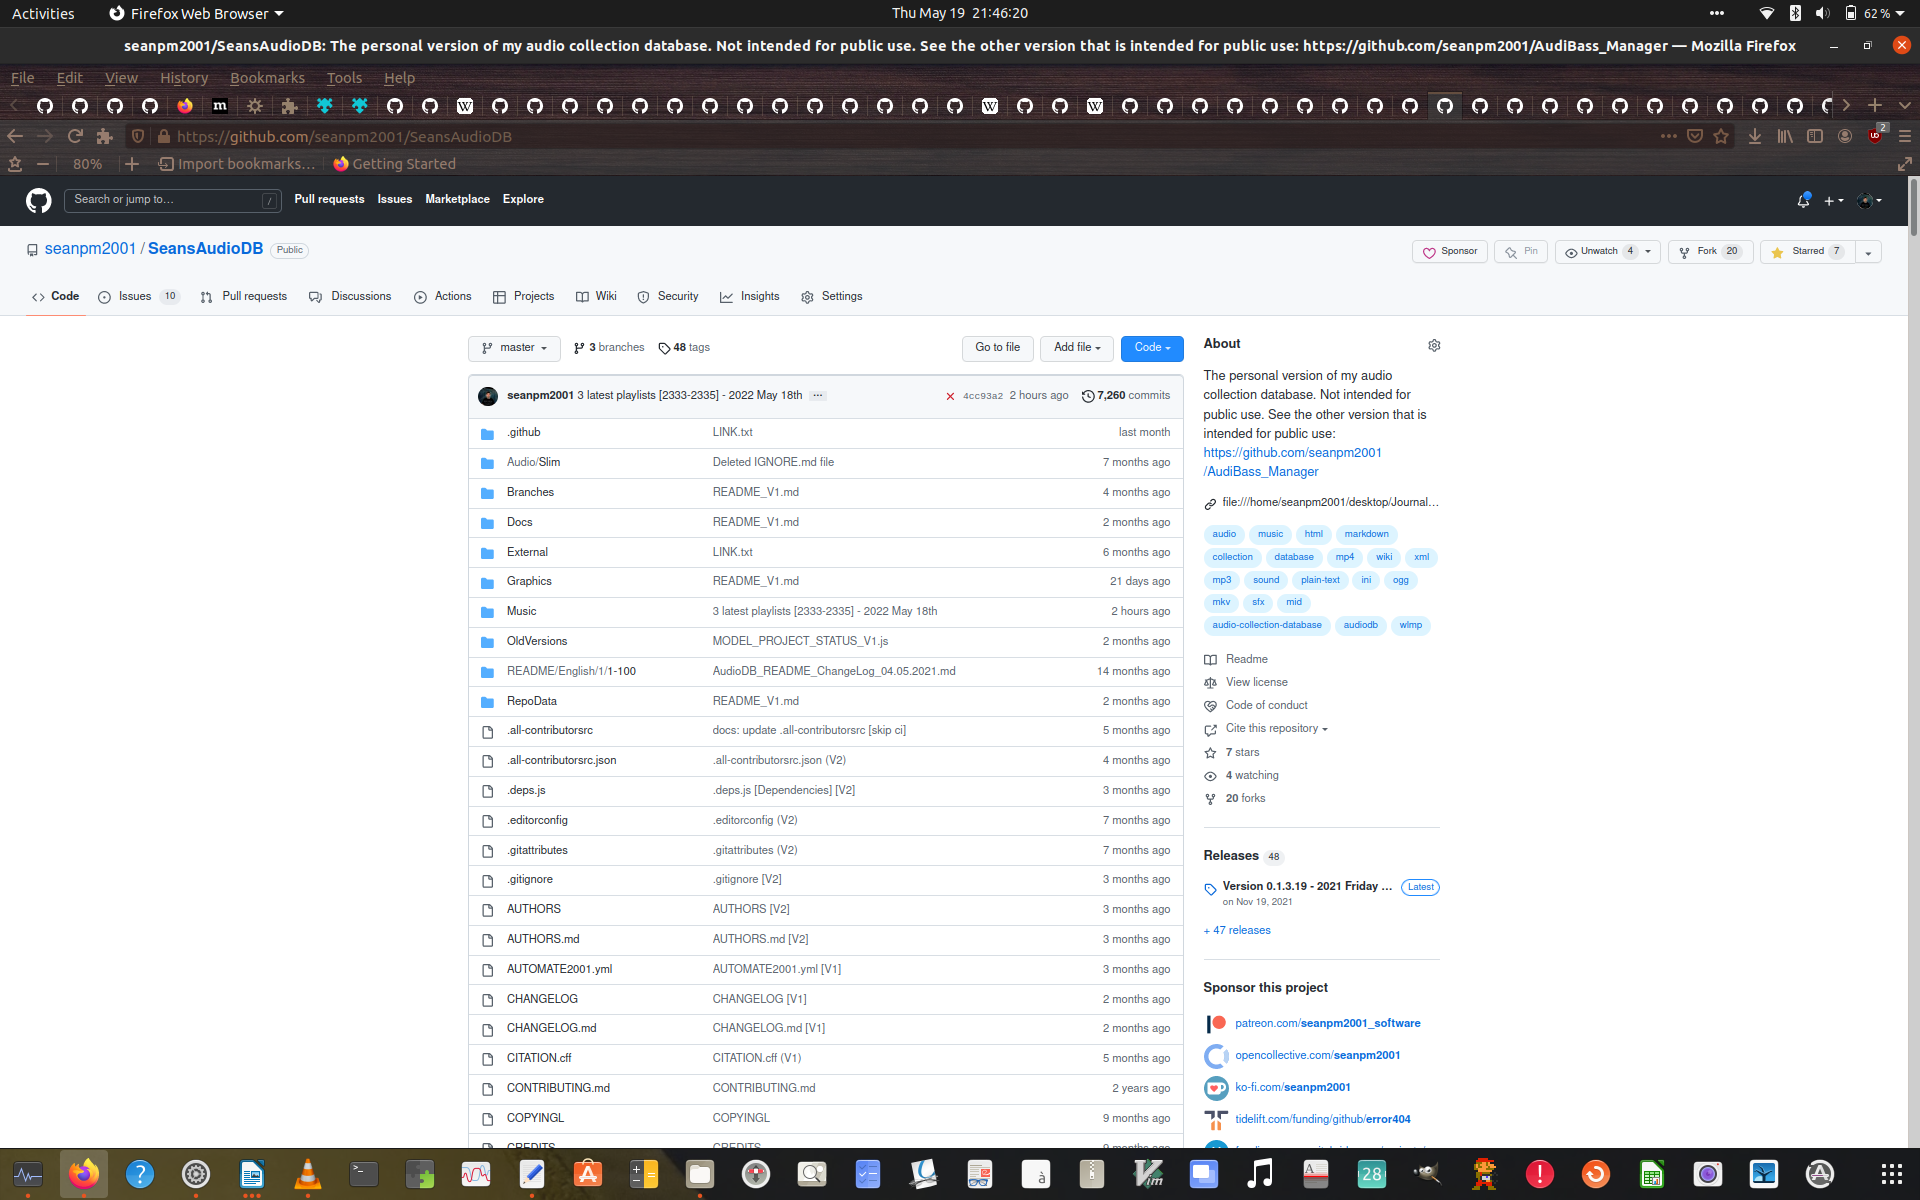 Activities
Firefox Web Browser
Thu May 19 21:46:20
62 %
seanpm2001/SeansAudioDB: The personal version of my audio collection database. Not intended for public use. See the other version that is intended for public use: https://github.com/seanpm2001/AudiBass_Manager — Mozilla Firefox
File Edit View History Bookmarks Tools Help
https://github.com/seanpm2001/SeansAudioDB
2
80%
Import bookmarks...
Getting Started
Search or jump to... /
Pull requests Issues Marketplace Explore
seanpm2001 / SeansAudioDB Public
Sponsor Pin Unwatch 4 Fork 20 Starred 7
Code Issues 10 Pull requests Discussions Actions Projects Wiki Security Insights Settings
master 3 branches 48 tags Go to file Add file Code
seanpm2001 3 latest playlists [2333-2335] - 2022 May 18th ... 4cc93a2 2 hours ago 7,260 commits
.github LINK.txt last month
Audio/Slim Deleted IGNORE.md file 7 months ago
Branches README_V1.md 4 months ago
Docs README_V1.md 2 months ago
External LINK.txt 6 months ago
Graphics README_V1.md 21 days ago
Music 3 latest playlists [2333-2335] - 2022 May 18th 2 hours ago
OldVersions MODEL_PROJECT_STATUS_V1.js 2 months ago
README/English/1/1-100 AudioDB_README_ChangeLog_04.05.2021.md 14 months ago
RepoData README_V1.md 2 months ago
.all-contributorsrc docs: update .all-contributorsrc [skip ci] 5 months ago
.all-contributorsrc.json .all-contributorsrc.json (V2) 4 months ago
.deps.js .deps.js [Dependencies] [V2] 3 months ago
.editorconfig .editorconfig (V2) 7 months ago
.gitattributes .gitattributes (V2) 7 months ago
.gitignore .gitignore [V2] 3 months ago
AUTHORS AUTHORS [V2] 3 months ago
AUTHORS.md AUTHORS.md [V2] 3 months ago
AUTOMATE2001.yml AUTOMATE2001.yml [V1] 3 months ago
CHANGELOG CHANGELOG [V1] 2 months ago
CHANGELOG.md CHANGELOG.md [V1] 2 months ago
CITATION.cff CITATION.cff (V1) 5 months ago
CONTRIBUTING.md CONTRIBUTING.md 2 years ago
COPYINGL COPYINGL 9 months ago
CREDITS CREDITS 9 months ago
About
The personal version of my audio
collection database. Not intended for
public use. See the other version that is
intended for public use:
https://github.com/seanpm2001
/AudiBass_Manager
file:///home/seanpm2001/desktop/Journal...
audio music html markdown
collection database mp4 wiki xml
mp3 sound plain-text ini ogg
mkv sfx mid
audio-collection-database audiodb wlmp
Readme
View license
Code of conduct
Cite this repository
7 stars
4 watching
20 forks
Releases 48
Version 0.1.3.19 - 2021 Friday ... Latest
on Nov 19, 2021
+ 47 releases
Sponsor this project
patreon.com/seanpm2001_software
opencollective.com/seanpm2001
ko-fi.com/seanpm2001
tidelift.com/funding/github/error404
28